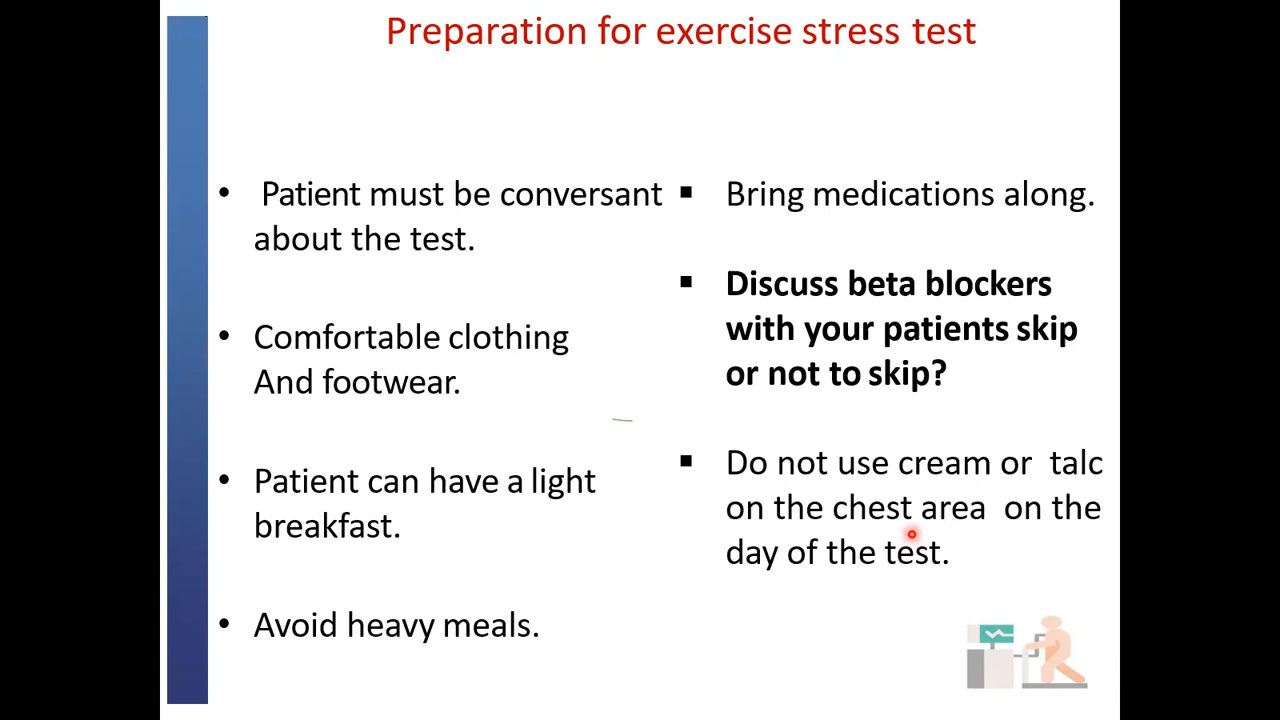 Preparation for exercise stress test
• Patient must be conversant
about the test.
• Comfortable clothing
And footwear.
• Patient can have a light
breakfast.
• Avoid heavy meals.
▪ Bring medications along.
▪ Discuss beta blockers
with your patients skip
or not to skip?
▪ Do not use cream or talc
on the chest area on the
day of the test.